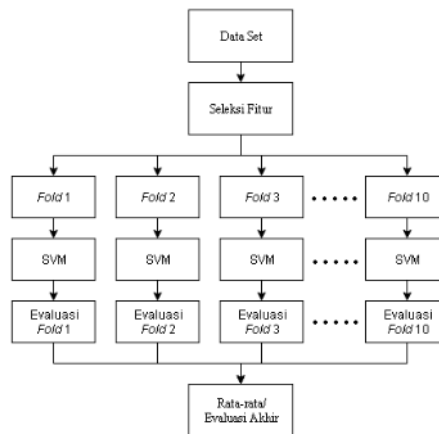 Data Set
Seleksi Fitur
Fold 1
Fold 2
Fold 3
Fold 10
SVM
SVM
SVM
SVM
Evaluasi
Fold 1
Evaluasi
Fold 2
Evaluasi
Fold 3
Evaluasi
Fold 10
Rata-rata/
Evaluasi Akhir